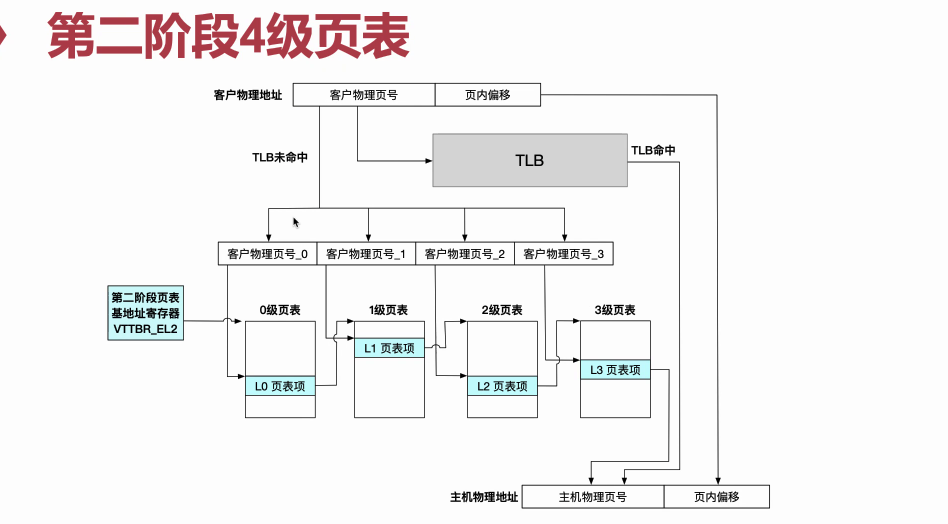 第二阶段4级页表
客户物理地址
客户物理页号
页内偏移
TLB未命中
TLB
TLB命中
客户物理页号_0
客户物理页号_1
客户物理页号_2
客户物理页号_3
第二阶段页表
基地址寄存器
VTTBR_EL2
0级页表
1级页表
2级页表
3级页表
L0 页表项
L1 页表项
L2 页表项
L3 页表项
主机物理地址
主机物理页号
页内偏移